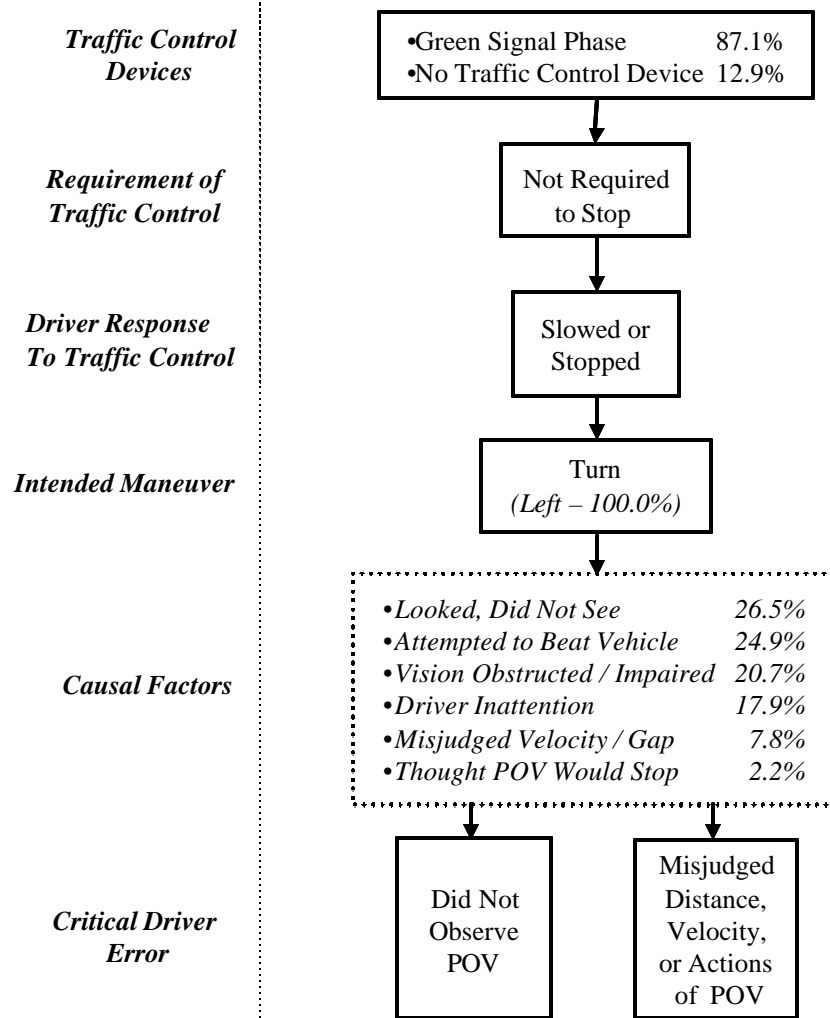 Traffic Control
Devices
•Green Signal Phase 87.1%
•No Traffic Control Device 12.9%
Requirement of
Traffic Control
Not Required
to Stop
Driver Response
To Traffic Control
Slowed or
Stopped
Intended Maneuver
Turn
(Left – 100.0%)
Causal Factors
•Looked, Did Not See 26.5%
•Attempted to Beat Vehicle 24.9%
•Vision Obstructed / Impaired 20.7%
•Driver Inattention 17.9%
•Misjudged Velocity / Gap 7.8%
•Thought POV Would Stop 2.2%
Critical Driver
Error
Did Not
Observe
POV
Misjudged
Distance,
Velocity,
or Actions
of POV